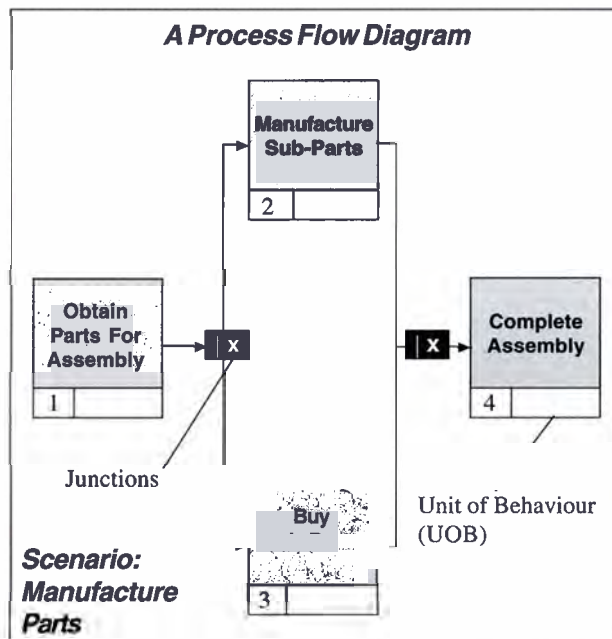 A Process Flow Diagram
Manufacture
Sub-Parts
2
Obtain
Parts For
Assembly
1
X
X
Complete
Assembly
4
Junctions
Buy
3
Unit of Behaviour
(UOB)
Scenario:
Manufacture
Parts